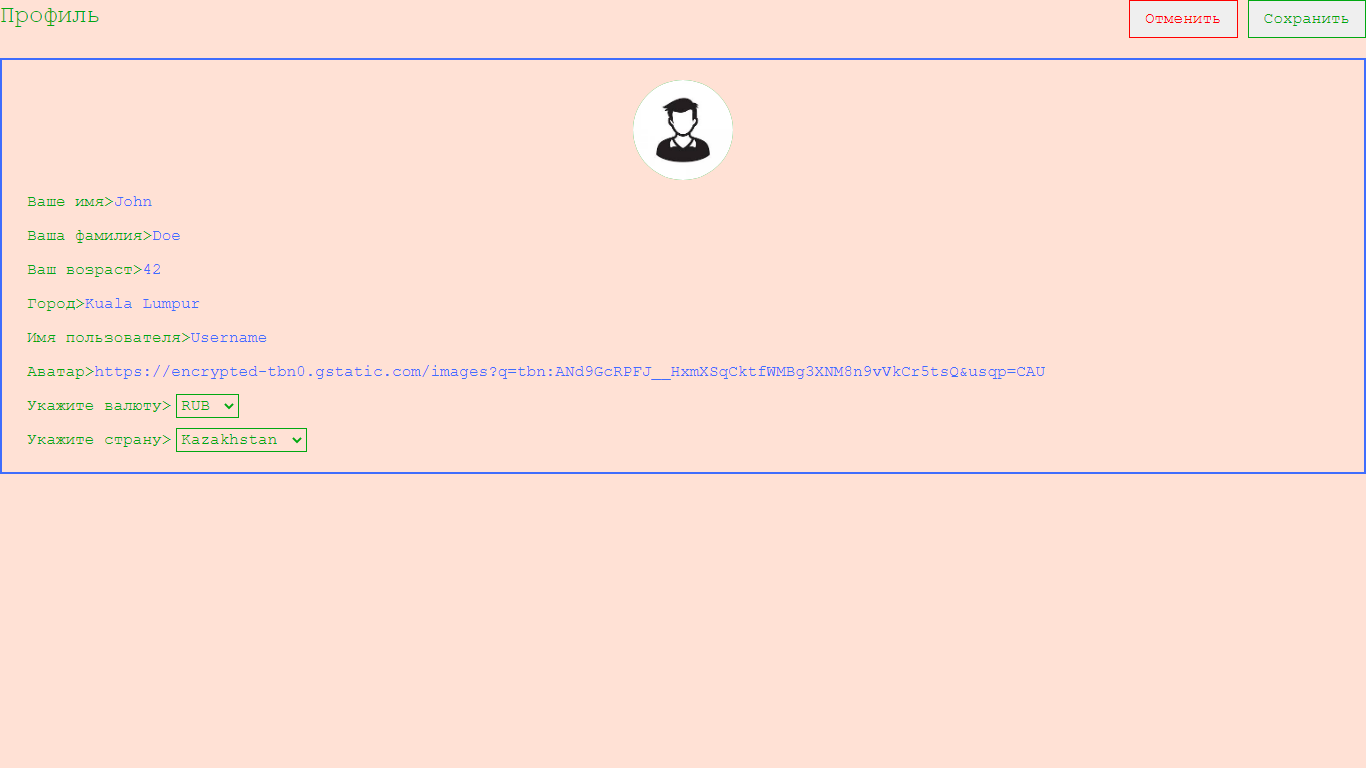 Профиль
Отменить
Сохранить
Ваше имя>John
Ваша фамилия>Doe
Ваш возраст>42
Город>Kuala Lumpur
Имя пользователя>Username
Аватар>https://encrypted-tbn0.gstatic.com/images?q=tbn:ANd9GcRPFJ__HxmXSqCktfWMBg3XNM8n9vVkCr5tsQ&usqp=CAU
Укажите валюту> RUB
Укажите страну> Kazakhstan